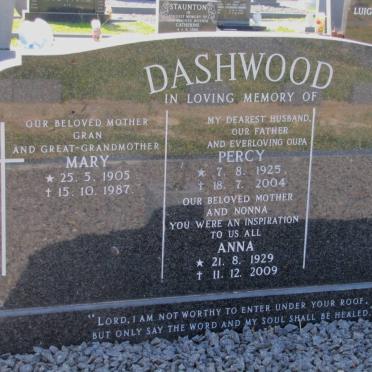 STAUNTON
CATHERINE
LUIG
DASHWOOD
IN LOVING MEMORY OF
OUR BELOVED MOTHER
GRAN
AND GREAT-GRANDMOTHER
MARY
★ 25. 5. 1905
✝ 15. 10. 1987
MY DEAREST HUSBAND,
OUR FATHER
AND EVERLOVING OUPA
PERCY
★ 7. 8. 1925
✝ 18. 7. 2004
OUR BELOVED MOTHER
AND NONNA
YOU WERE AN INSPIRATION
TO US ALL
ANNA
★ 21. 8. 1929
✝ 11. 12. 2009
"LORD, I AM NOT WORTHY TO ENTER UNDER YOUR ROOF,
BUT ONLY SAY THE WORD AND MY SOUL SHALL BE HEALED."